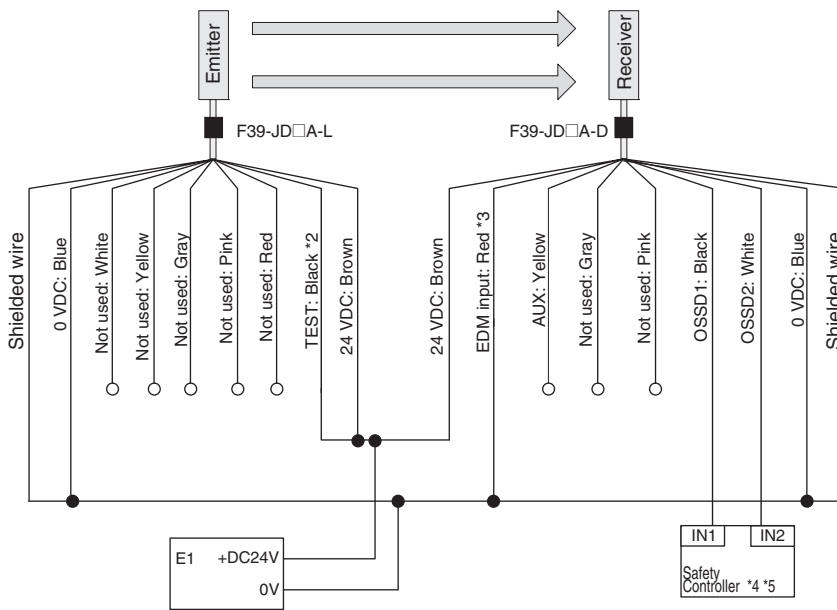 Emitter
Receiver
F39-JD□A-L
F39-JD□A-D
Shielded wire
0 VDC: Blue
Not used: White
Not used: Yellow
Not used: Gray
Not used: Pink
Not used: Red
TEST: Black *2
24 VDC: Brown
24 VDC: Brown
EDM input: Red *3
AUX: Yellow
Not used: Gray
Not used: Pink
OSSD1: Black
OSSD2: White
0 VDC: Blue
Shielded wire
E1 +DC24V
0V
IN1 IN2
Safety
Controller *4 *5